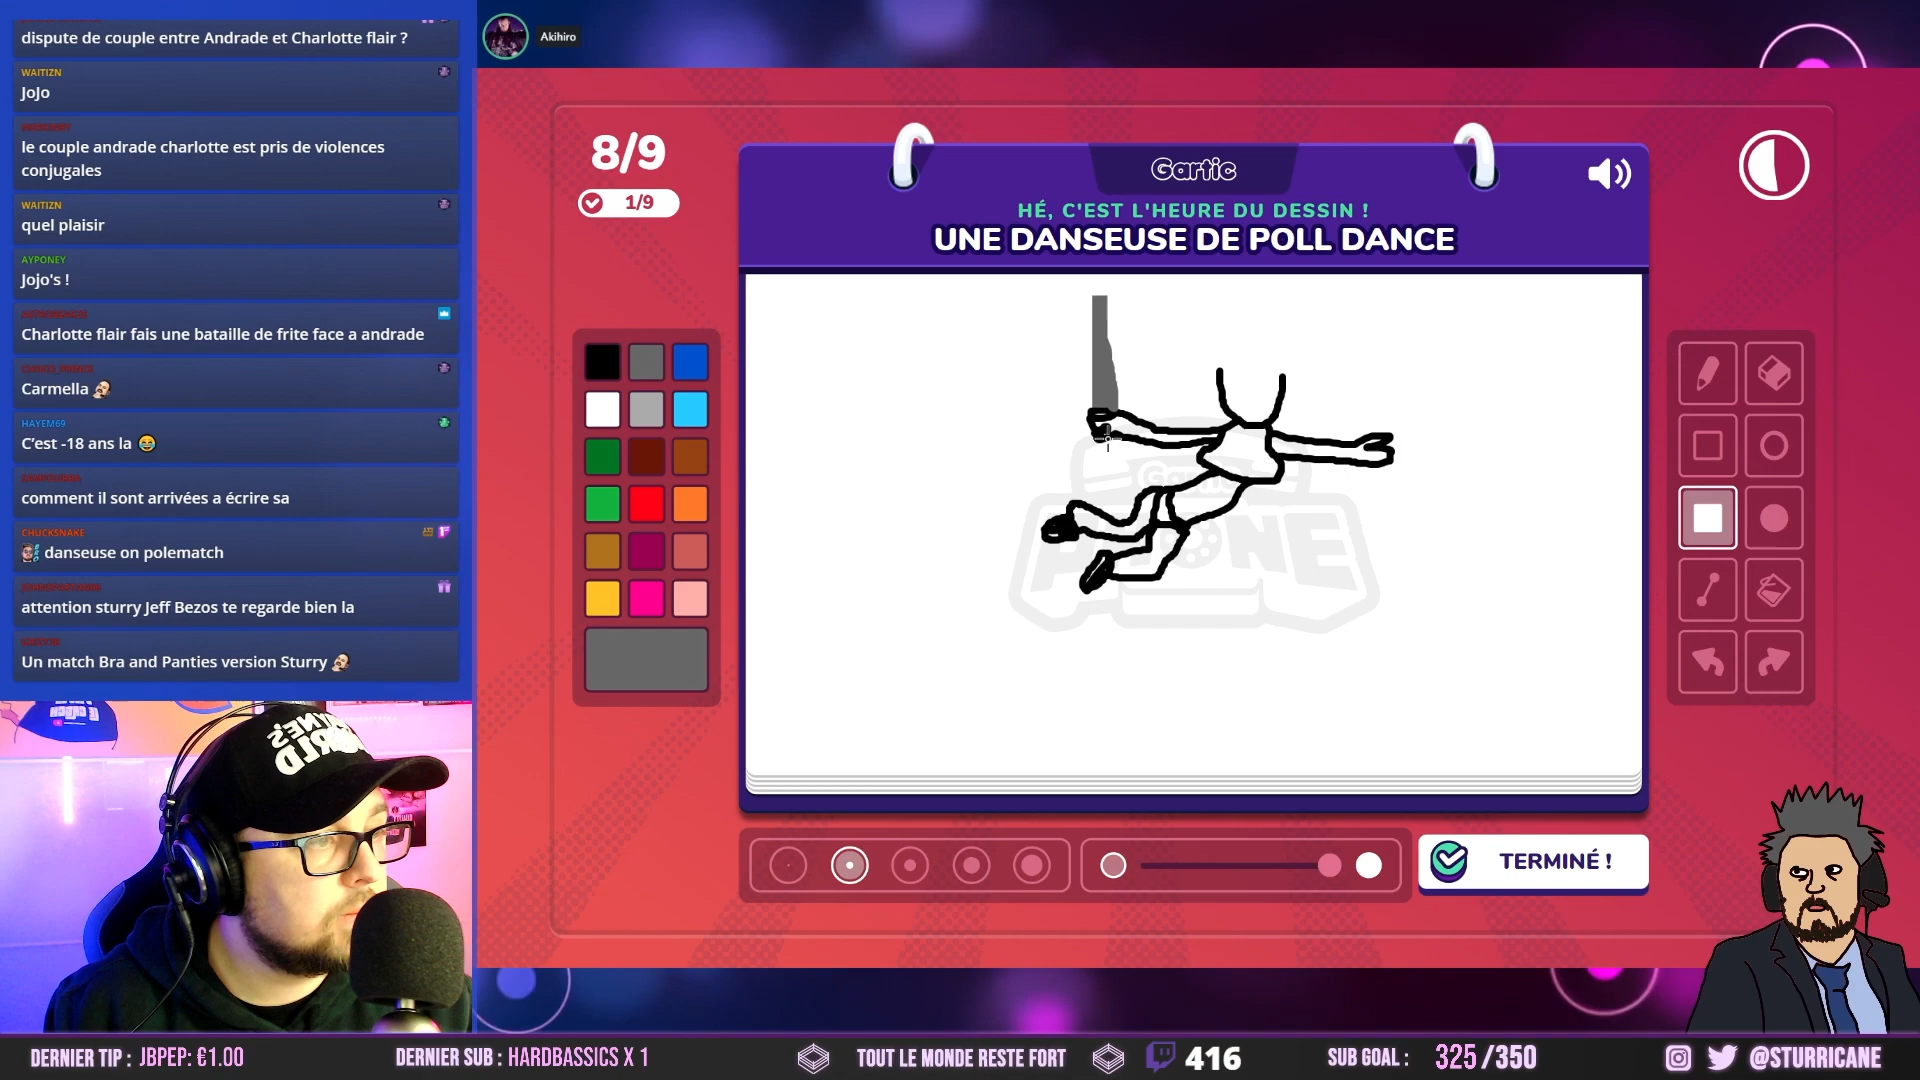 dispute de couple entre Andrade et Charlotte flair ?
WAITIZN
JoJo
le couple andrade charlotte est pris de violences
conjugales
WAITIZN
quel plaisir
AYPONEY
Jojo's !
Charlotte flair fais une bataille de frite face a andrade
Carmella
HAYEM69
C'est -18 ans la
comment il sont arrivées a écrire sa
CHUCKSNAKE
danseuse on polematch
attention sturry Jeff Bezos te regarde bien la
Un match Bra and Panties version Sturry
Akihiro
8/9
1/9
Gartic
HÉ, C'EST L'HEURE DU DESSIN !
UNE DANSEUSE DE POLL DANCE
Gartic
PHONE
TERMINÉ !
DERNIER TIP : JBPEP: €1.00
DERNIER SUB : HARDBASSICS X 1
TOUT LE MONDE RESTE FORT
416
SUB GOAL : 325 /350
@STURRICANE